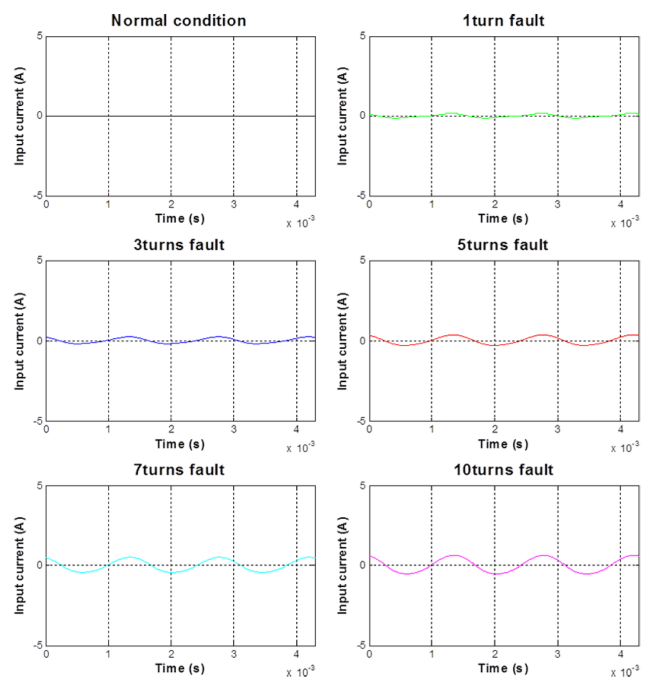 Normal condition
5
0
-5
Input current (A)
0 1 2 3 4
Time (s)
x 10-3
1turn fault
5
0
-5
Input current (A)
0 1 2 3 4
Time (s)
x 10-3
3turns fault
5
0
-5
Input current (A)
0 1 2 3 4
Time (s)
x 10-3
5turns fault
5
0
-5
Input current (A)
0 1 2 3 4
Time (s)
x 10-3
7turns fault
5
0
-5
Input current (A)
0 1 2 3 4
Time (s)
x 10-3
10turns fault
5
0
-5
Input current (A)
0 1 2 3 4
Time (s)
x 10-3